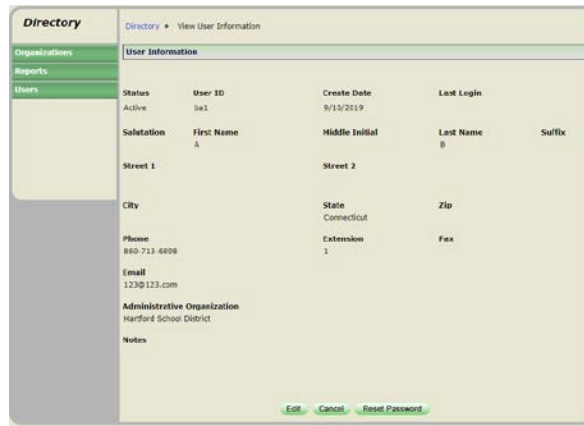 Directory
Directory • View User Information
Organizations
Reports
Users
User Information
Status User ID Create Date Last Login
Active ba1 9/10/2019
Salutation First Name Middle Initial Last Name Suffix
A B
Street 1 Street 2
City State Zip
Connecticut
Phone Extension Fax
860-713-6898 1
Email
123@123.com
Administrative Organization
Hartford School District
Notes
Edit Cancel Reset Password